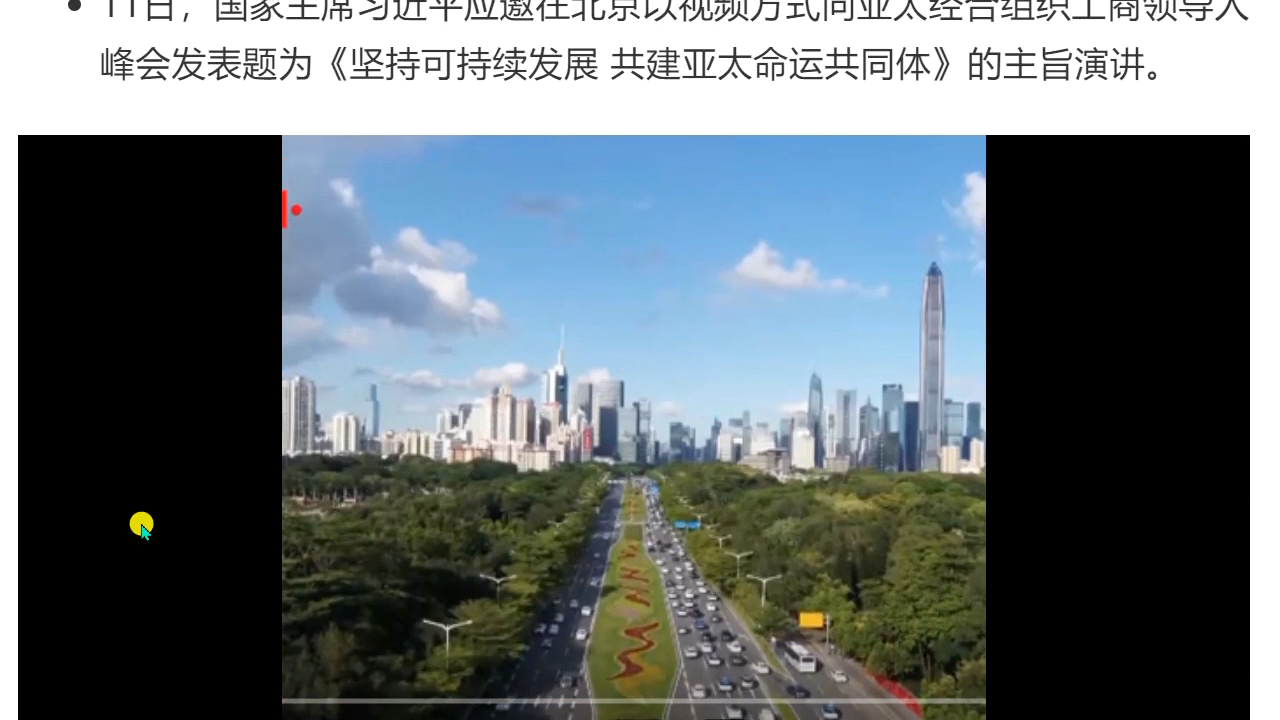 11日，国家主席习近平应邀在北京以视频方式向亚太经合组织工商领导人
峰会发表题为《坚持可持续发展 共建亚太命运共同体》的主旨演讲。